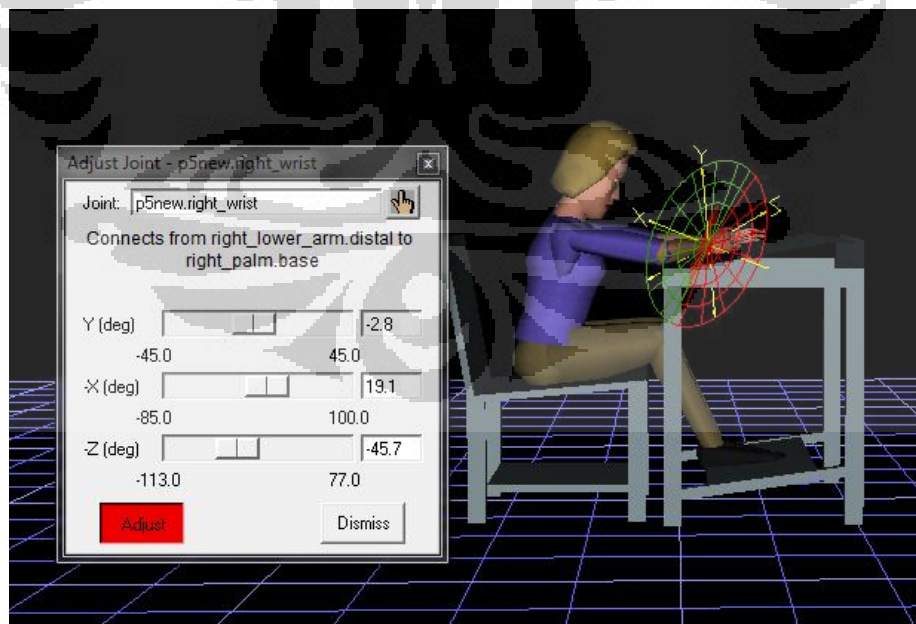 Adjust Joint - p5new.right_wrist
Joint: p5new.right_wrist
Connects from right_lower_arm.distal to
right_palm.base
Y (deg) -2.8
-45.0 45.0
-X (deg) 19.1
-85.0 100.0
-Z (deg) -45.7
-113.0 77.0
Adjust Dismiss
Y
X
Z